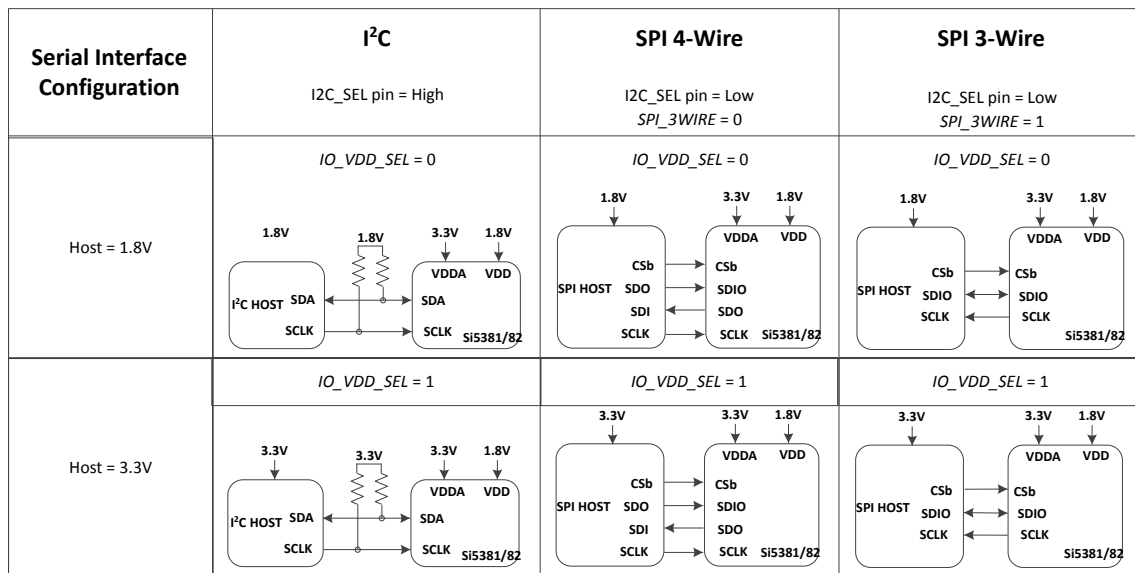 Serial Interface
Configuration
I²C
I2C_SEL pin = High
SPI 4-Wire
I2C_SEL pin = Low
SPI_3WIRE = 0
SPI 3-Wire
I2C_SEL pin = Low
SPI_3WIRE = 1
Host = 1.8V
IO_VDD_SEL = 0
1.8V 1.8V 3.3V 1.8V
VDDA VDD
I²C HOST SDA SDA
SCLK SCLK
Si5381/82
IO_VDD_SEL = 0
1.8V 3.3V 1.8V
VDDA VDD
CSb CSb
SPI HOST SDO SDIO
SDI SDO
SCLK SCLK Si5381/82
IO_VDD_SEL = 0
1.8V 3.3V 1.8V
VDDA VDD
CSb CSb
SPI HOST SDIO SDIO
SCLK SCLK
Si5381/82
Host = 3.3V
IO_VDD_SEL = 1
3.3V 3.3V 3.3V 1.8V
VDDA VDD
I²C HOST SDA SDA
SCLK SCLK
Si5381/82
IO_VDD_SEL = 1
3.3V 3.3V 1.8V
VDDA VDD
CSb CSb
SPI HOST SDO SDIO
SDI SDO
SCLK SCLK Si5381/82
IO_VDD_SEL = 1
3.3V 3.3V 1.8V
VDDA VDD
CSb CSb
SPI HOST SDIO SDIO
SCLK SCLK
Si5381/82